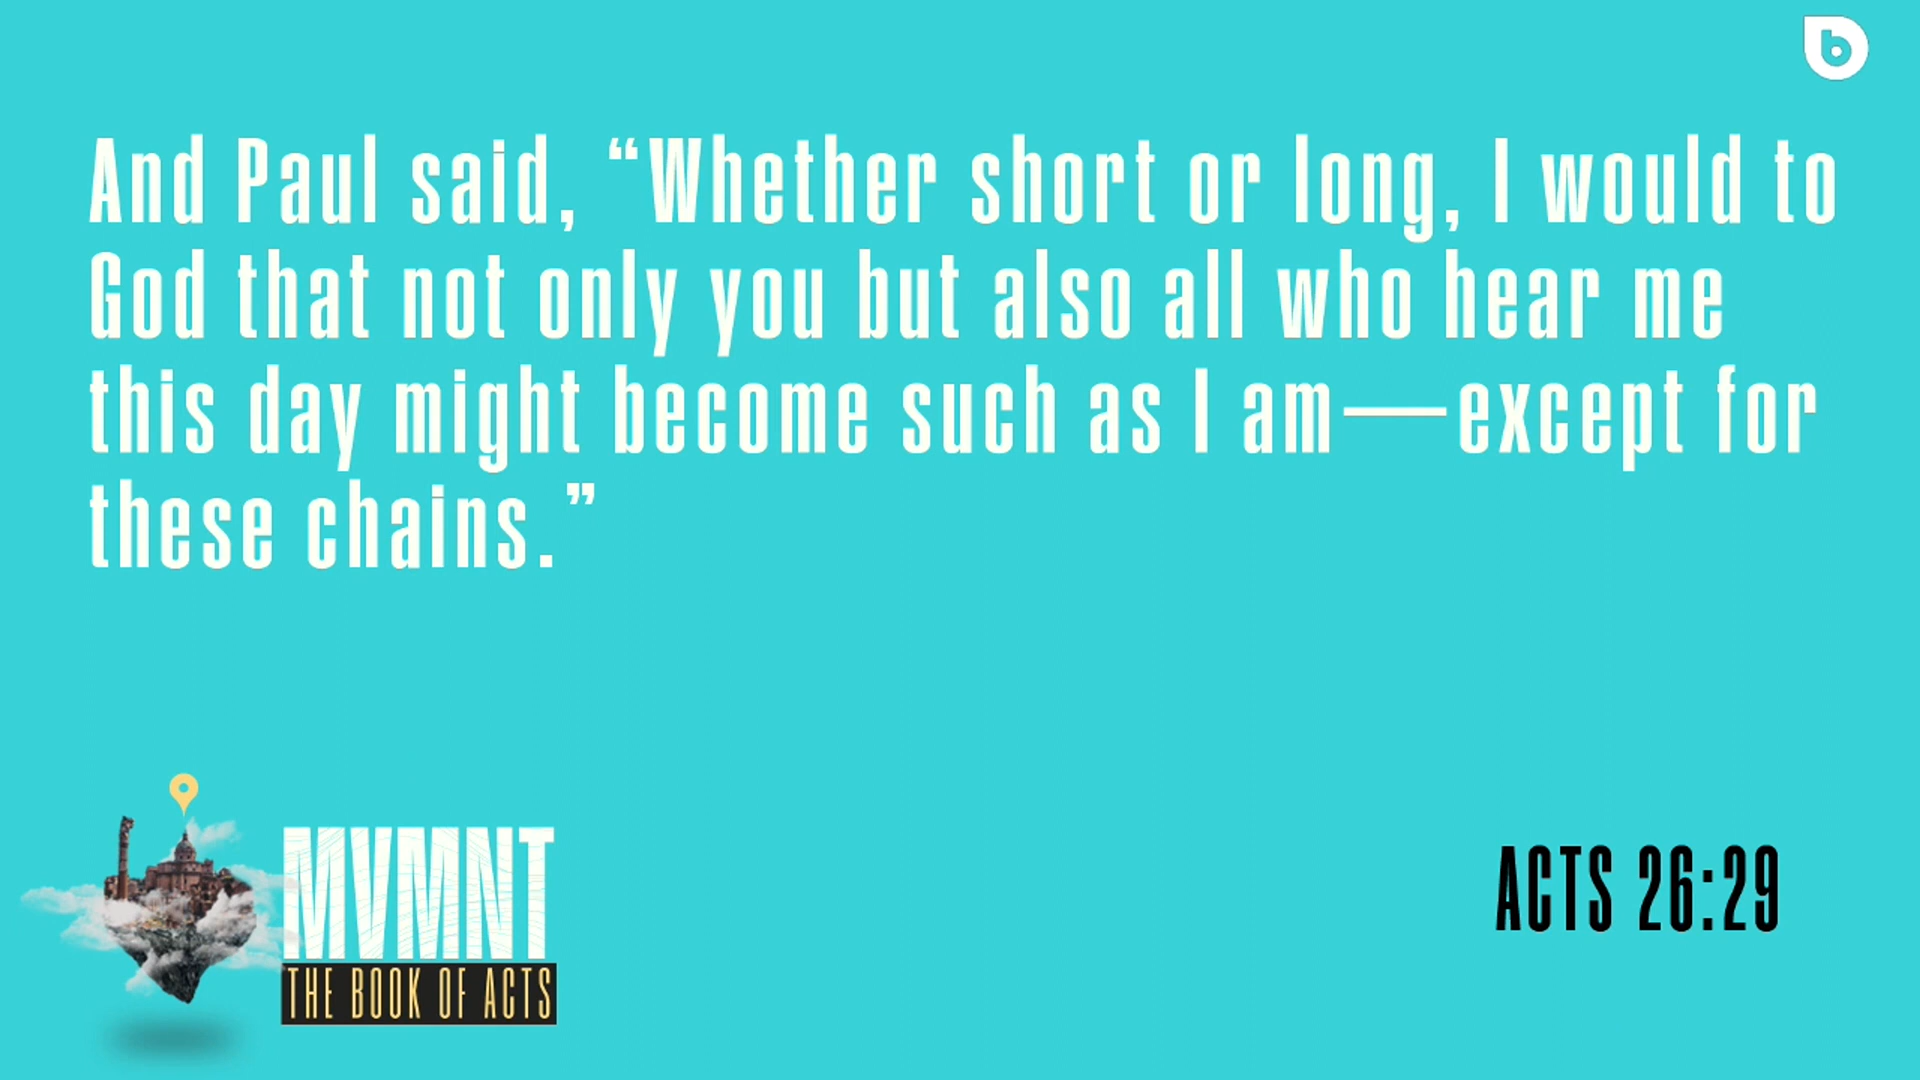 b
And Paul said, “Whether short or long, I would to
God that not only you but also all who hear me
this day might become such as I am—except for
these chains.”
MVMNT
THE BOOK OF ACTS
ACTS 26:29